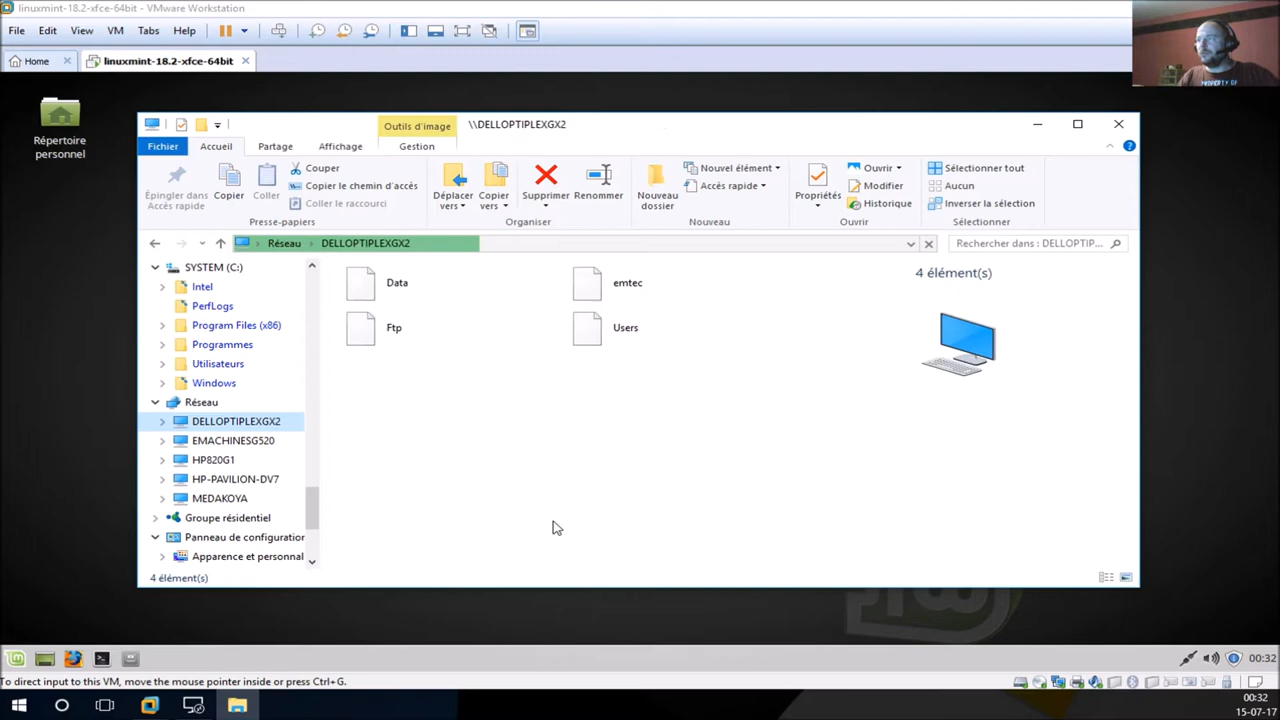 linuxmint-18.2-xfce-64bit - VMware Workstation
File Edit View VM Tabs Help
Home linuxmint-18.2-xfce-64bit
PROPERTY OF
Répertoire
personnel
Outils d'image \\DELLOPTIPLEXGX2
Fichier Accueil Partage Affichage Gestion
Épingler dans
Accès rapide
Copier
Coller
Couper
Copier le chemin d'accès
Coller le raccourci
Presse-papiers
Déplacer
vers
Copier
vers
Supprimer
Renommer
Organiser
Nouveau
dossier
Nouvel élément
Accès rapide
Nouveau
Propriétés
Ouvrir
Modifier
Historique
Ouvrir
Sélectionner tout
Aucun
Inverser la sélection
Sélectionner
Réseau DELLOPTIPLEXGX2
Rechercher dans : DELLOPTIP...
SYSTEM (C:)
Intel
PerfLogs
Program Files (x86)
Programmes
Utilisateurs
Windows
Réseau
DELLOPTIPLEXGX2
EMACHINESG520
HP820G1
HP-PAVILION-DV7
MEDAKOYA
Groupe résidentiel
Panneau de configuration
Apparence et personnal
Data
emtec
Ftp
Users
4 élément(s)
4 élément(s)
00:32
To direct input to this VM, move the mouse pointer inside or press Ctrl+G.
00:32
15-07-17